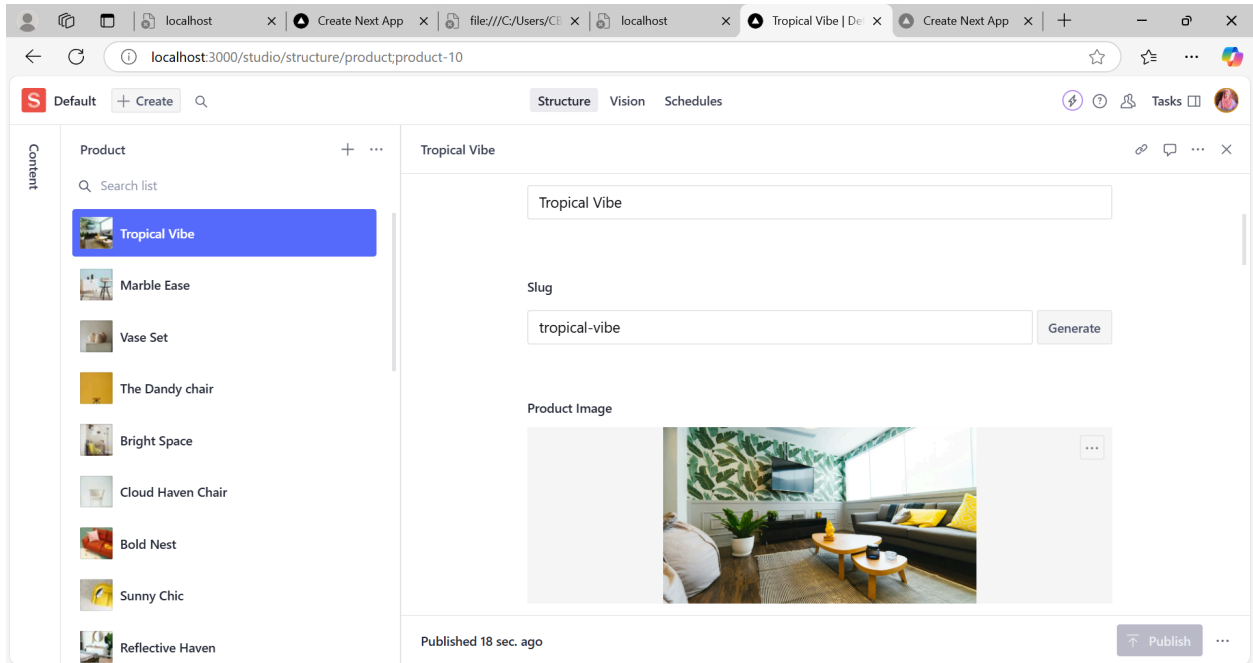 localhost
Create Next App
file:///C:/Users/CE
localhost
Tropical Vibe | De
Create Next App
localhost:3000/studio/structure/product;product-10
S Default + Create Structure Vision Schedules Tasks
Content
Product
Search list
Tropical Vibe
Marble Ease
Vase Set
The Dandy chair
Bright Space
Cloud Haven Chair
Bold Nest
Sunny Chic
Reflective Haven
Tropical Vibe
Tropical Vibe
Slug
tropical-vibe Generate
Product Image
Published 18 sec. ago Publish